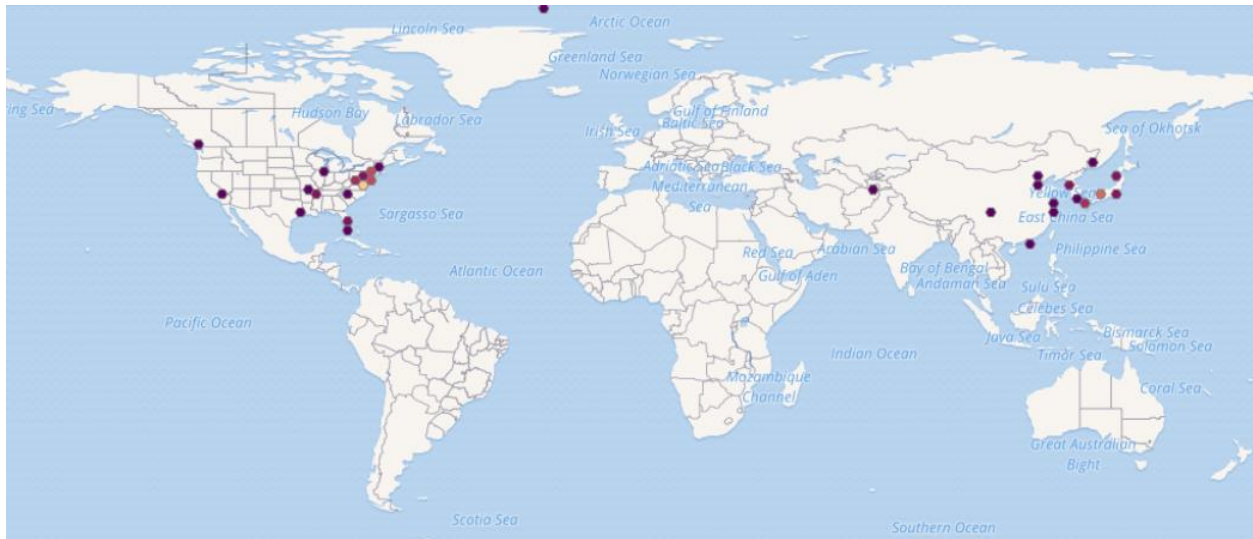 Arctic Ocean
Lincoln Sea
Greenland Sea
Norwegian Sea
ring Sea
Hudson Bay
Labrador Sea
Gulf of Finland
Baltic Sea
Irish Sea
Sea of Okhotsk
Adriatic Sea
Black Sea
Mediterranean
Sea
Yellow Sea
Sargasso Sea
East China Sea
Red Sea
Arabian Sea
Philippine Sea
Atlantic Ocean
Gulf of Aden
Bay of Bengal
Andaman Sea
Sulu Sea
Celebes Sea
Pacific Ocean
Java Sea
Bismarck Sea
Solomon Sea
Indian Ocean
Timor Sea
Mozambique
Channel
Coral Sea
Great Australian
Bight
Scotia Sea
Southern Ocean